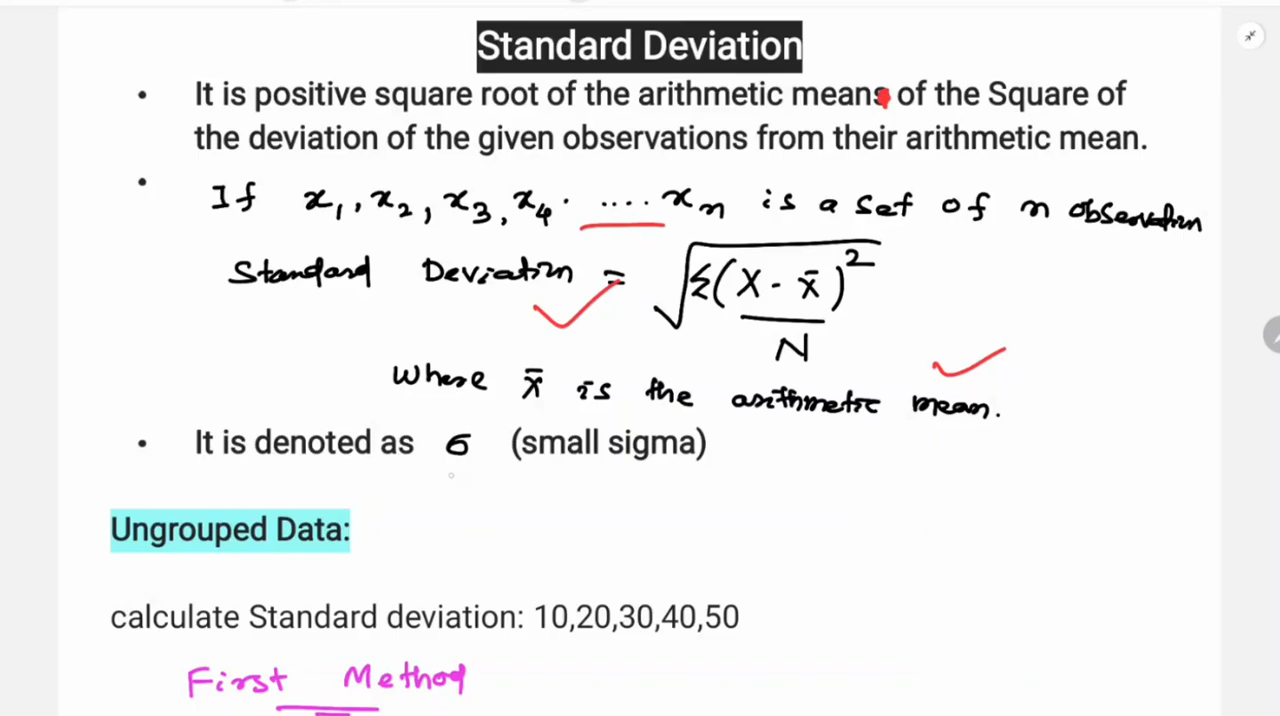 Standard Deviation
• It is positive square root of the arithmetic means of the Square of
the deviation of the given observations from their arithmetic mean.
• If x₁, x₂, x₃, x₄. .... xₙ is a set of n observation
Standard Deviation = √(Σ(X - x̄)²/N)
Where x̄ is the arithmetic mean.
• It is denoted as σ (small sigma)
Ungrouped Data:
calculate Standard deviation: 10,20,30,40,50
First Method